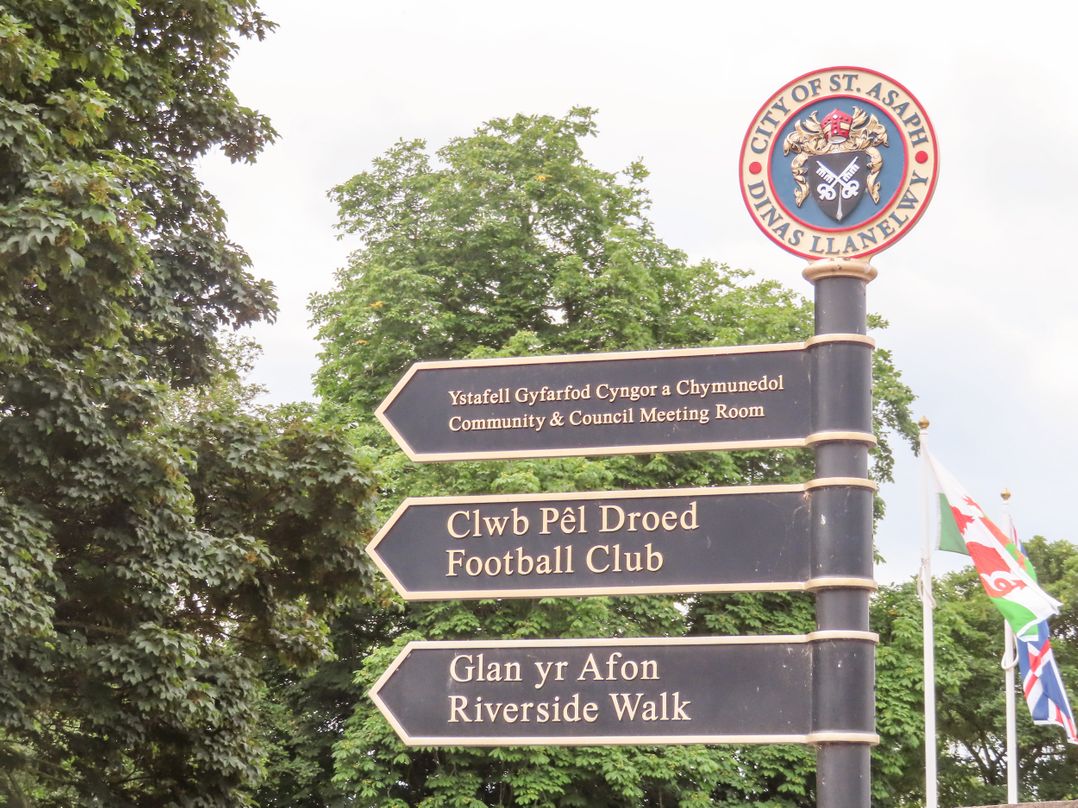 CITY OF ST. ASAPH
DINAS LLANELWY
Ystafell Gyfarfod Cyngor a Chymunedol
Community & Council Meeting Room
Clwb Pêl Droed
Football Club
Glan yr Afon
Riverside Walk